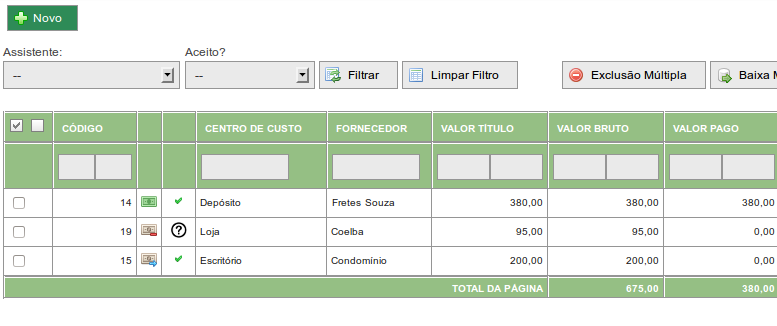 Novo
Assistente: Aceito?
-- -- Filtrar Limpar Filtro Exclusão Múltipla Baixa
CÓDIGO CENTRO DE CUSTO FORNECEDOR VALOR TÍTULO VALOR BRUTO VALOR PAGO
14 Depósito Fretes Souza 380,00 380,00 380,00
19 ? Loja Coelba 95,00 95,00 0,00
15 Escritório Condomínio 200,00 200,00 0,00
TOTAL DA PÁGINA 675,00 380,00